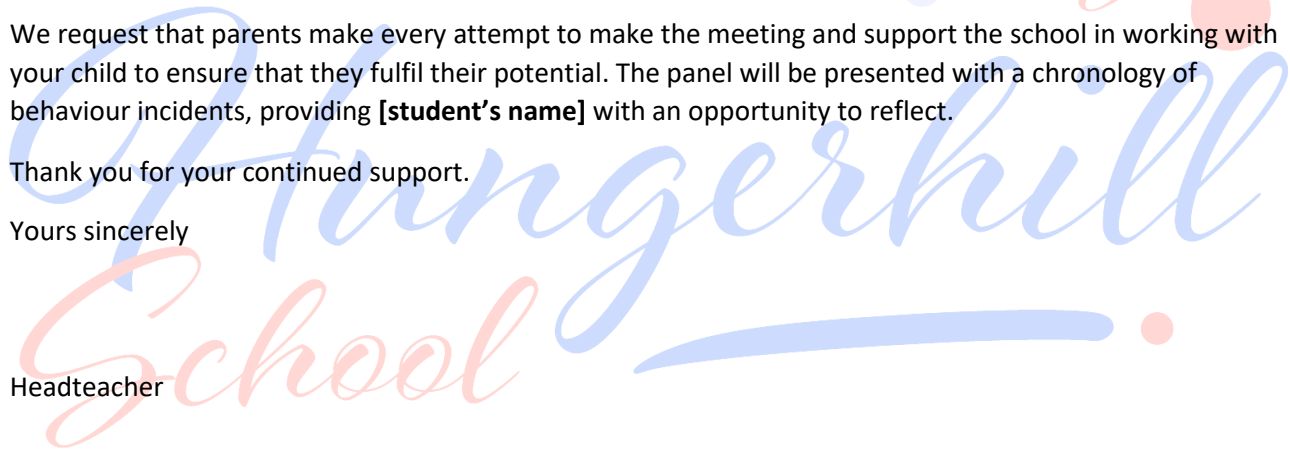 We request that parents make every attempt to make the meeting and support the school in working with
your child to ensure that they fulfil their potential. The panel will be presented with a chronology of
behaviour incidents, providing [student’s name] with an opportunity to reflect.
Thank you for your continued support.
Yours sincerely
Hungerhill
School
Headteacher